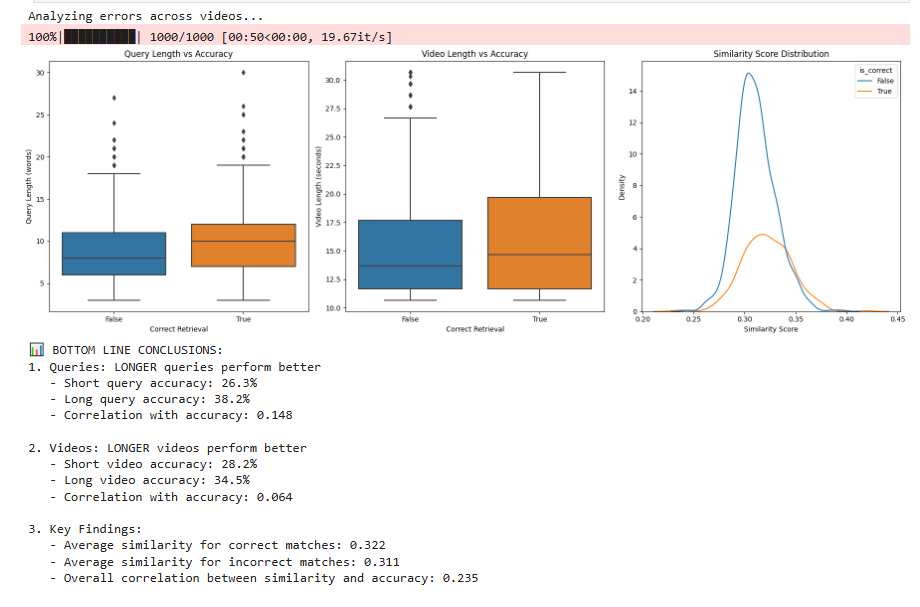 Analyzing errors across videos...
100%|██████████| 1000/1000 [00:50<00:00, 19.67it/s]
Query Length vs Accuracy
Query Length (words)
30
25
20
15
10
5
False True
Correct Retrieval
Video Length vs Accuracy
Video Length (seconds)
30.0
27.5
25.0
22.5
20.0
17.5
15.0
12.5
10.0
False True
Correct Retrieval
Similarity Score Distribution
is_correct
False
True
Density
14
12
10
8
6
4
2
0
0.20 0.25 0.30 0.35 0.40 0.45
Similarity Score
📊 BOTTOM LINE CONCLUSIONS:
1. Queries: LONGER queries perform better
- Short query accuracy: 26.3%
- Long query accuracy: 38.2%
- Correlation with accuracy: 0.148
2. Videos: LONGER videos perform better
- Short video accuracy: 28.2%
- Long video accuracy: 34.5%
- Correlation with accuracy: 0.064
3. Key Findings:
- Average similarity for correct matches: 0.322
- Average similarity for incorrect matches: 0.311
- Overall correlation between similarity and accuracy: 0.235